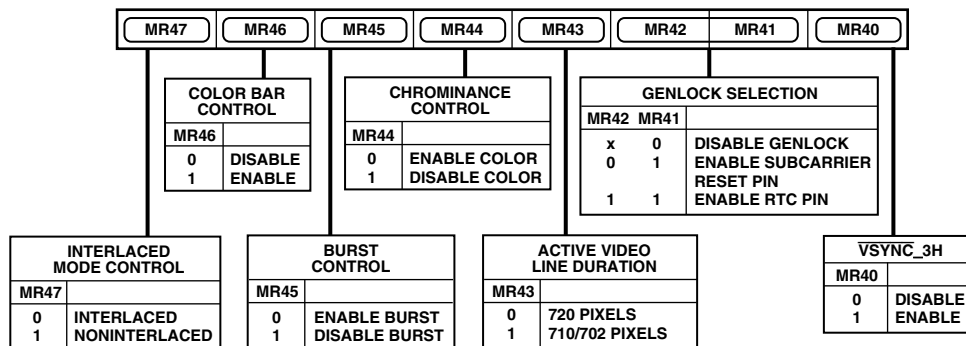 MR47 MR46 MR45 MR44 MR43 MR42 MR41 MR40
COLOR BAR
CONTROL
MR46
0 DISABLE
1 ENABLE
CHROMINANCE
CONTROL
MR44
0 ENABLE COLOR
1 DISABLE COLOR
GENLOCK SELECTION
MR42 MR41
x 0 DISABLE GENLOCK
0 1 ENABLE SUBCARRIER
RESET PIN
1 1 ENABLE RTC PIN
INTERLACED
MODE CONTROL
MR47
0 INTERLACED
1 NONINTERLACED
BURST
CONTROL
MR45
0 ENABLE BURST
1 DISABLE BURST
ACTIVE VIDEO
LINE DURATION
MR43
0 720 PIXELS
1 710/702 PIXELS
VSYNC_3H
MR40
0 DISABLE
1 ENABLE